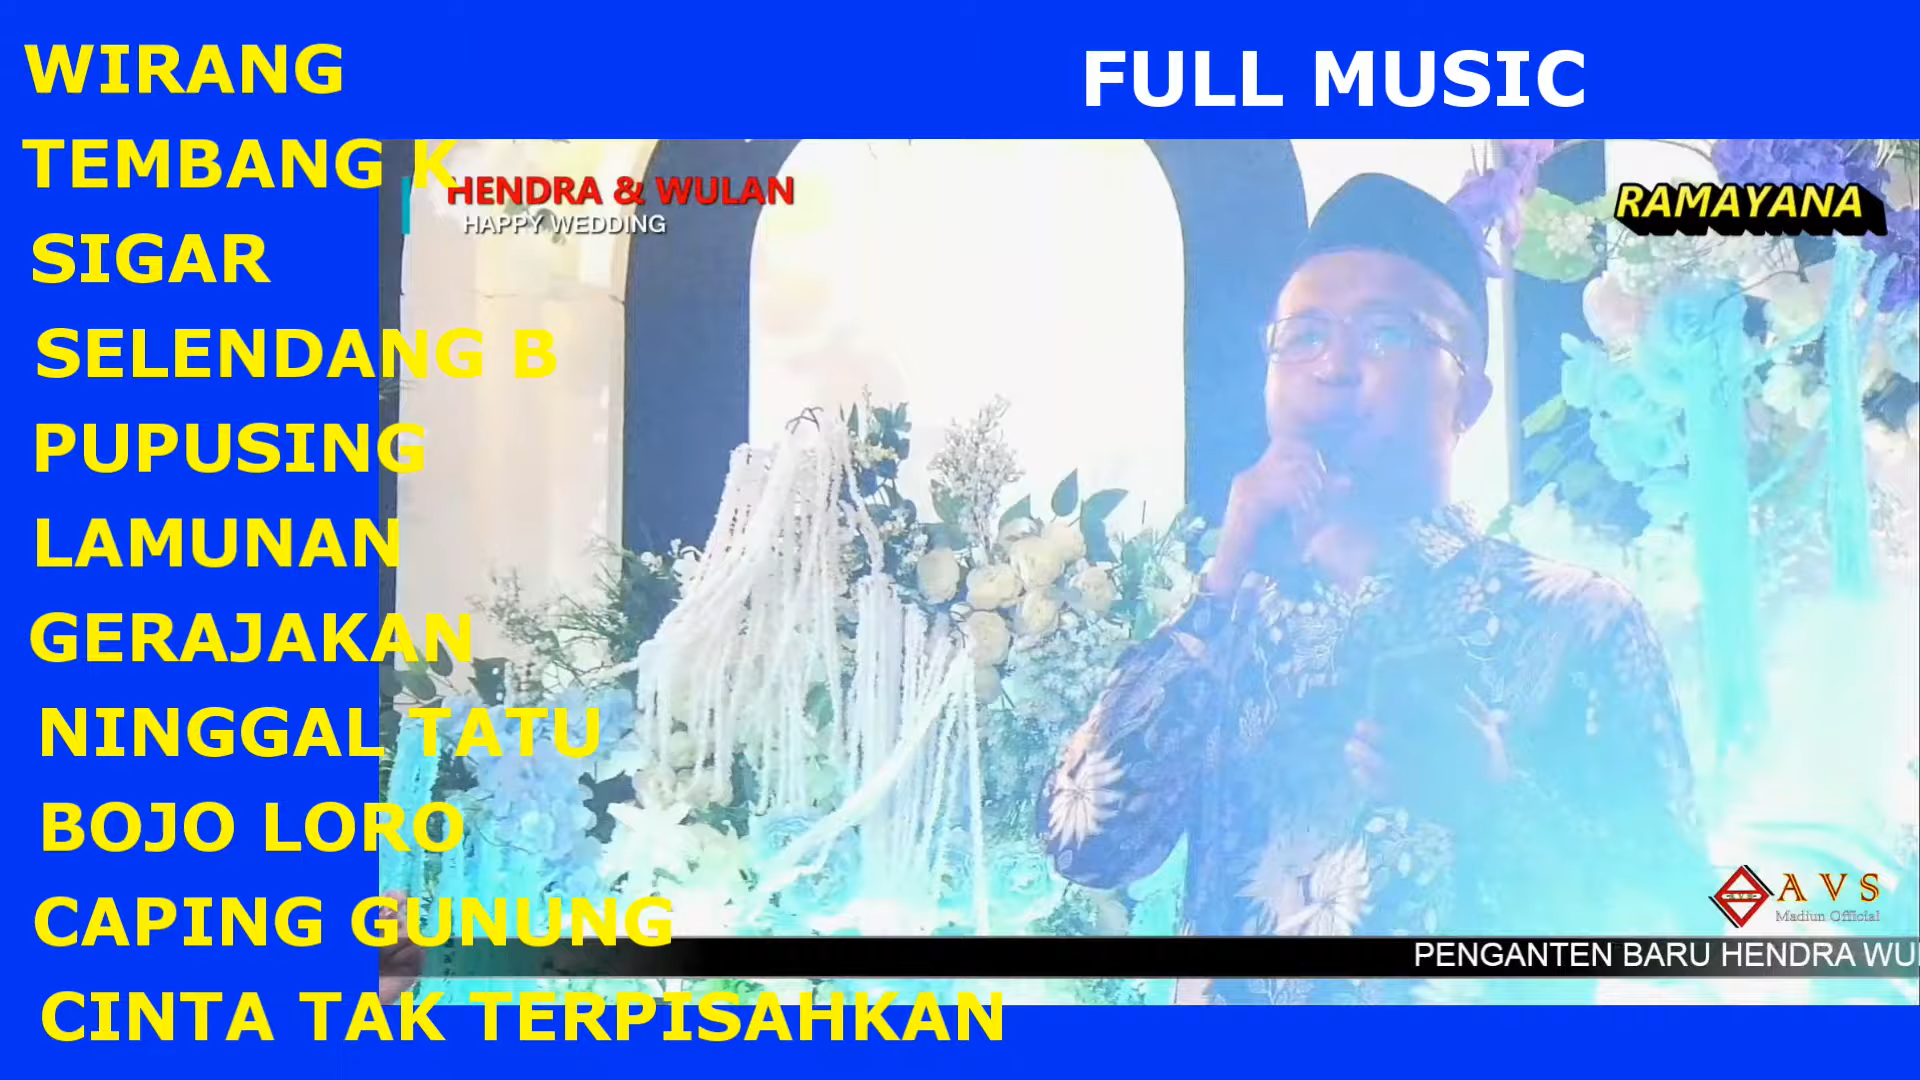 WIRANG
FULL MUSIC
TEMBANG K
HENDRA & WULAN
HAPPY WEDDING
RAMAYANA
SIGAR
SELENDANG B
PUPUSING
LAMUNAN
GERAJAKAN
NINGGAL TATU
BOJO LORO
AVS
Madiun Official
CAPING GUNUNG
PENGANTEN BARU HENDRA WU
CINTA TAK TERPISAHKAN